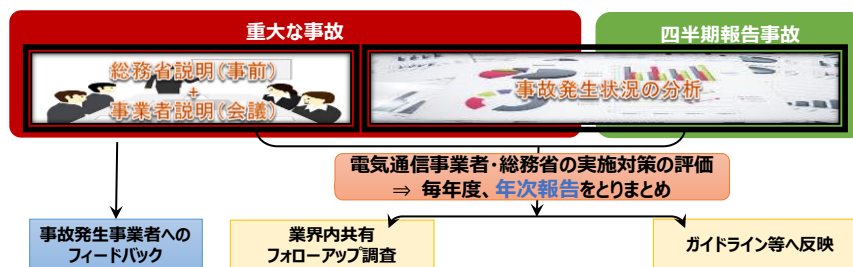 重大な事故
四半期報告事故
総務省説明(事前)
+
事業者説明(会議)
事故発生状況の分析
電気通信事業者・総務省の実施対策の評価
⇒ 毎年度、年次報告をとりまとめ
事故発生事業者への
フィードバック
業界内共有
フォローアップ調査
ガイドライン等へ反映